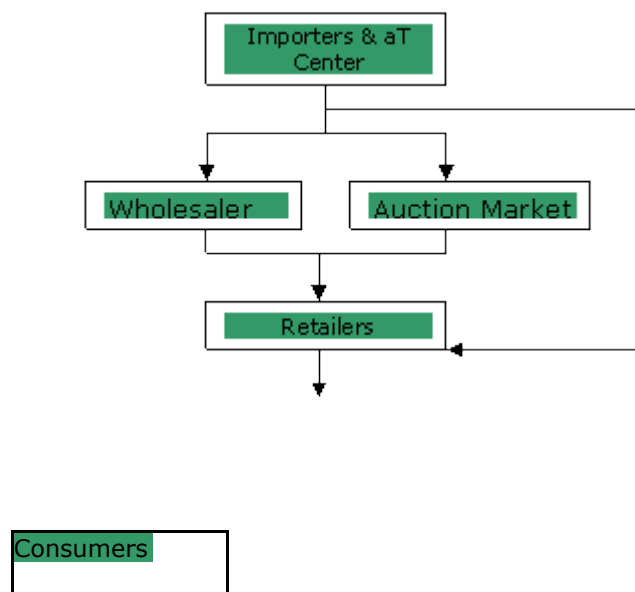 Importers & aT
Center
Wholesaler
Auction Market
Retailers
Consumers